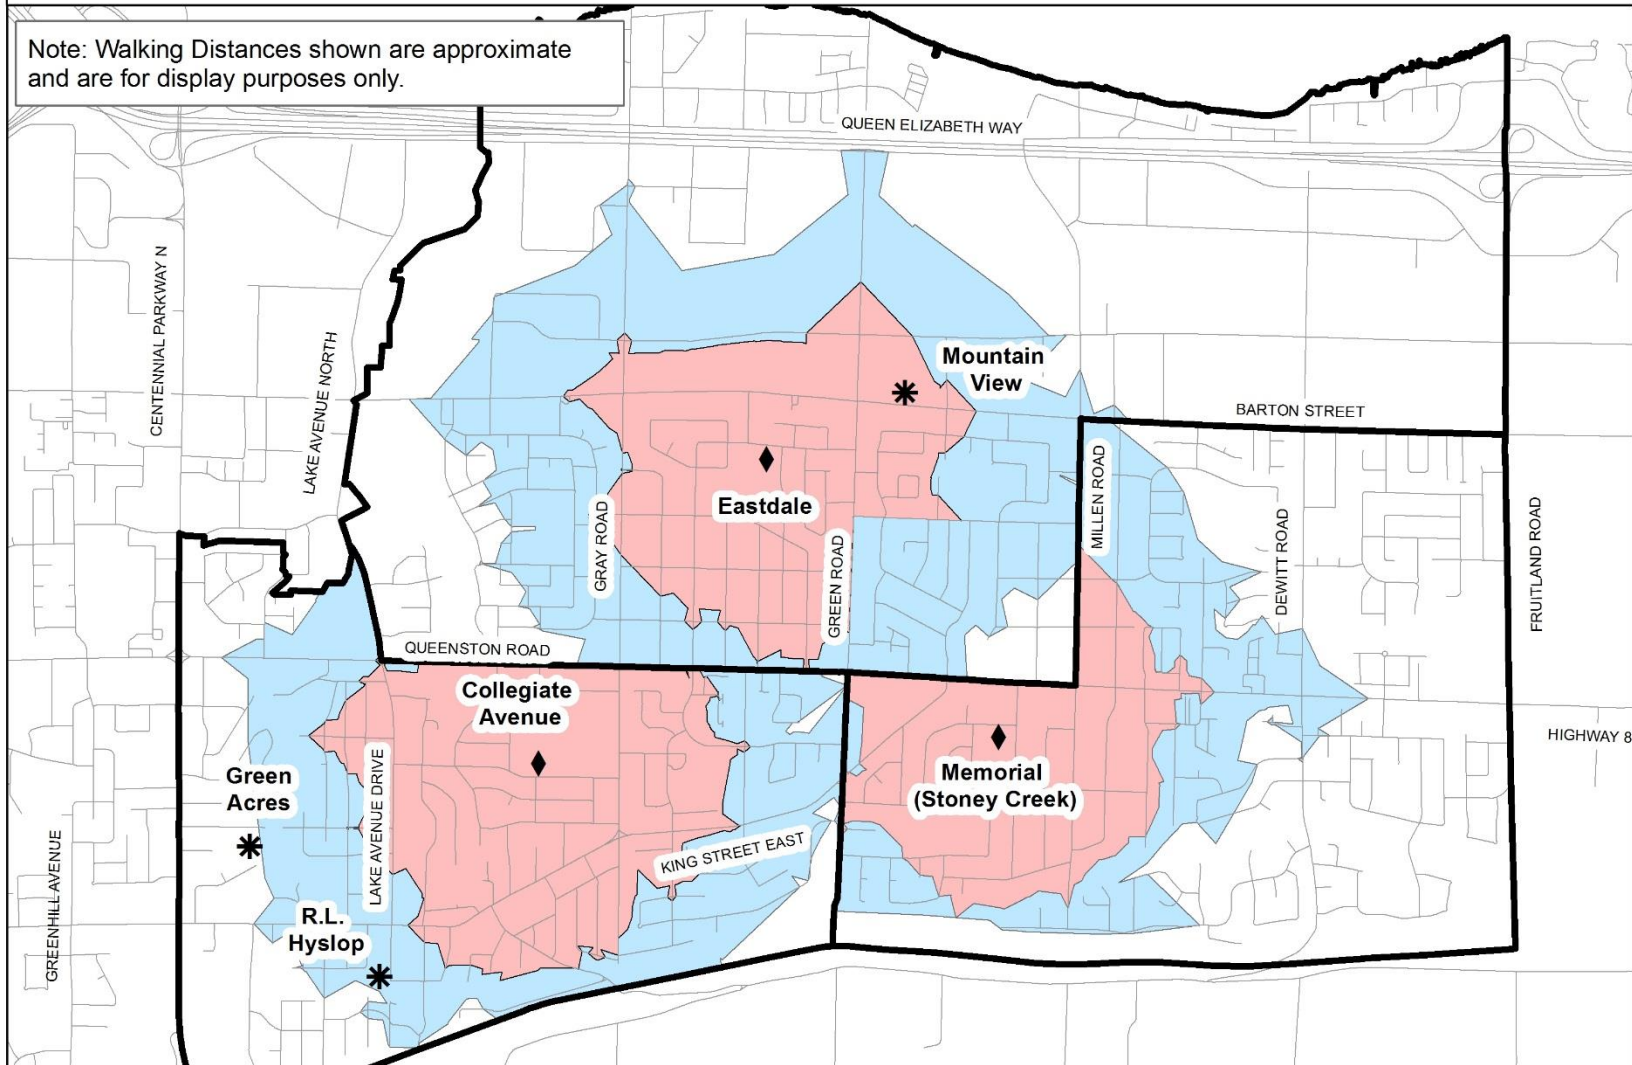 Note: Walking Distances shown are approximate
and are for display purposes only.
QUEEN ELIZABETH WAY
CENTENNIAL PARKWAY N
LAKE AVENUE NORTH
Mountain
View
BARTON STREET
MILLEN ROAD
Eastdale
GRAY ROAD
GREEN ROAD
DEWITT ROAD
FRUITLAND ROAD
QUEENSTON ROAD
Collegiate
Avenue
HIGHWAY 8
Green
Acres
Memorial
(Stoney Creek)
LAKE AVENUE DRIVE
KING STREET EAST
GREENHILL AVENUE
R.L.
Hyslop